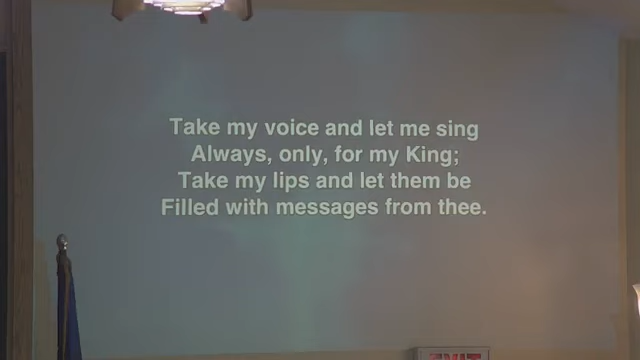 Take my voice and let me sing
Always, only, for my King;
Take my lips and let them be
Filled with messages from thee.
EXIT